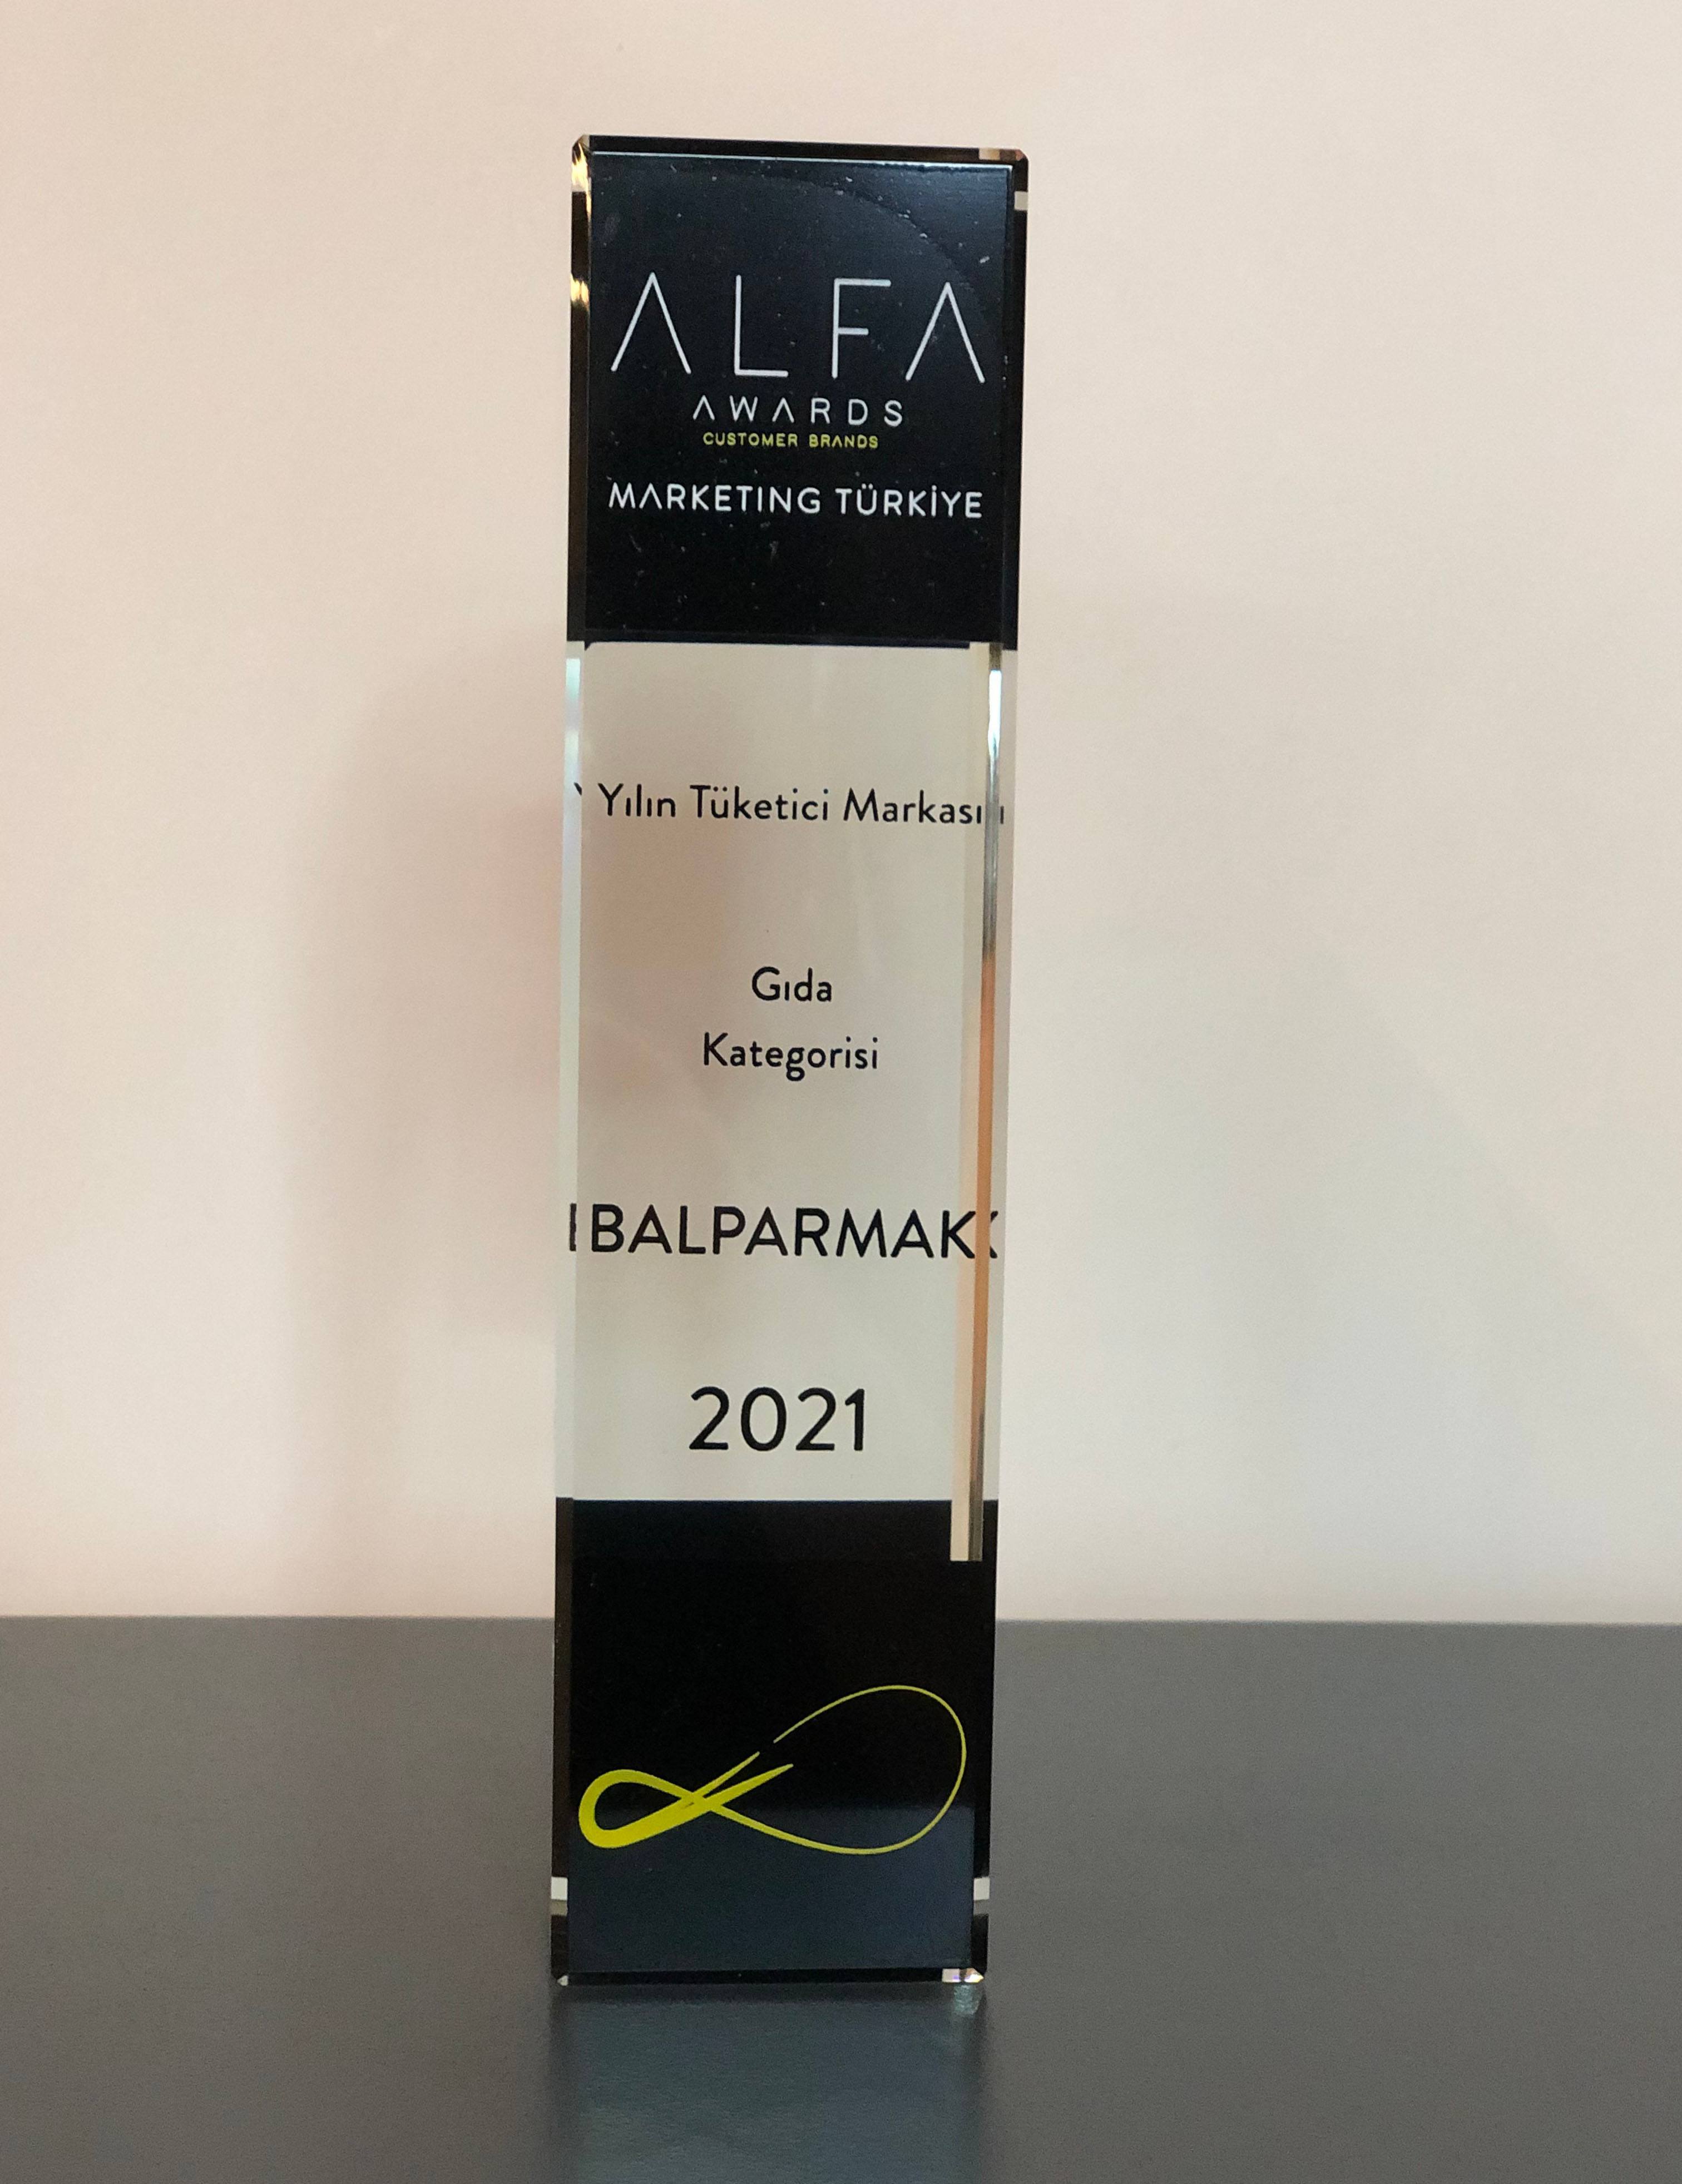 ALFA
AWARDS
CUSTOMER BRANDS
MARKETING TÜRKİYE
Yılın Tüketici Markası
Gıda
Kategorisi
BALPARMAK
2021